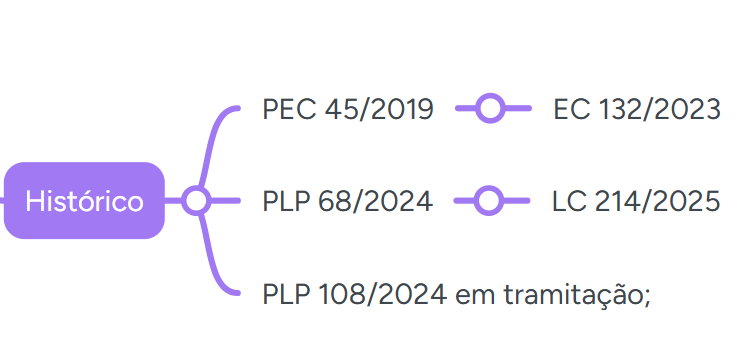 PEC 45/2019
EC 132/2023
Histórico
PLP 68/2024
LC 214/2025
PLP 108/2024 em tramitação;